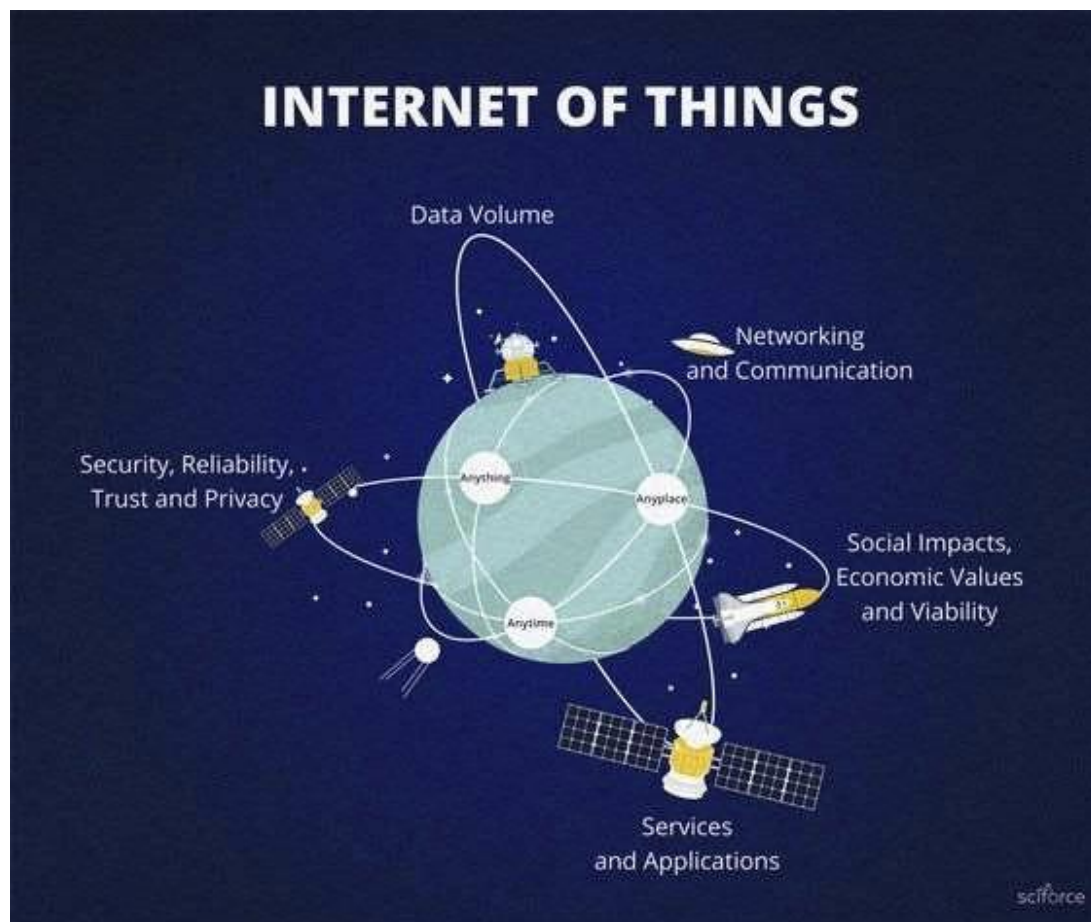 INTERNET OF THINGS
Data Volume
Networking
and Communication
Security, Reliability,
Trust and Privacy
Anything
Anyplace
Social Impacts,
Economic Values
and Viability
Anytime
Services
and Applications
sciforce